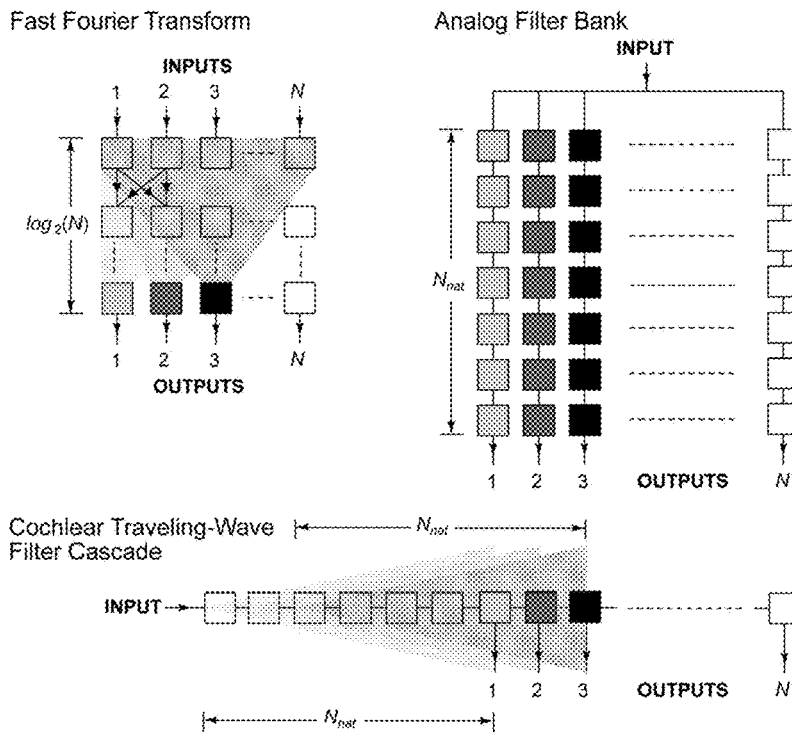 Fast Fourier Transform
INPUTS
1 2 3 N
log₂(N)
1 2 3 N
OUTPUTS
Analog Filter Bank
INPUT
Nnat
1 2 3 OUTPUTS N
Cochlear Traveling-Wave
Filter Cascade
Nnat
INPUT
1 2 3 OUTPUTS N
Nnat